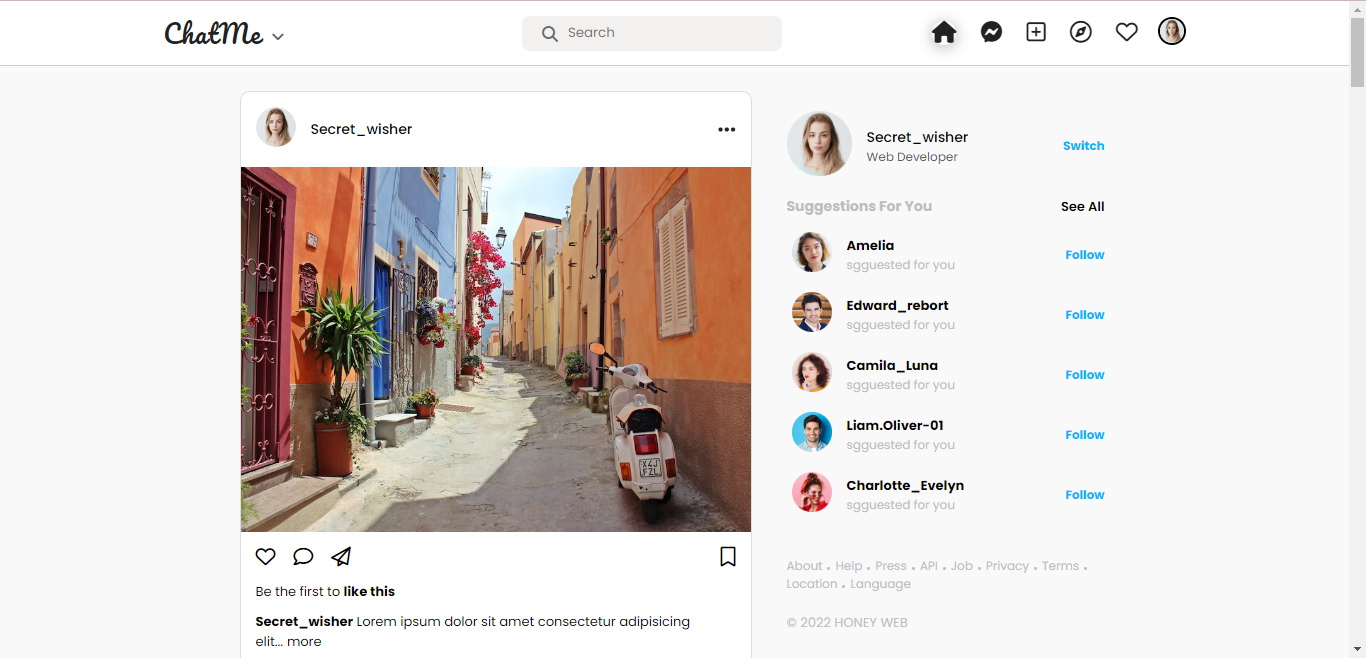 ChatMe
Search
Secret_wisher
X4J
FZL
Be the first to like this
Secret_wisher Lorem ipsum dolor sit amet consectetur adipisicing
elit... more
Secret_wisher
Web Developer
Switch
Suggestions For You
See All
Amelia
sgguested for you
Follow
Edward_rebort
sgguested for you
Follow
Camila_Luna
sgguested for you
Follow
Liam.Oliver-01
sgguested for you
Follow
Charlotte_Evelyn
sgguested for you
Follow
About . Help . Press . API . Job . Privacy . Terms .
Location . Language
© 2022 HONEY WEB